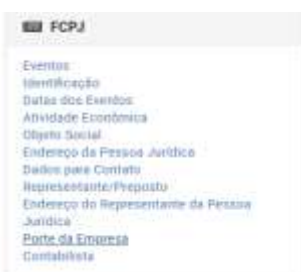 FCPJ
Eventos
Identificação
Datas dos Eventos
Atividade Econômica
Objeto Social
Endereço da Pessoa Jurídica
Dados para Contato
Representante/Preposto
Endereço do Representante da Pessoa
Jurídica
Porte da Empresa
Contabilista